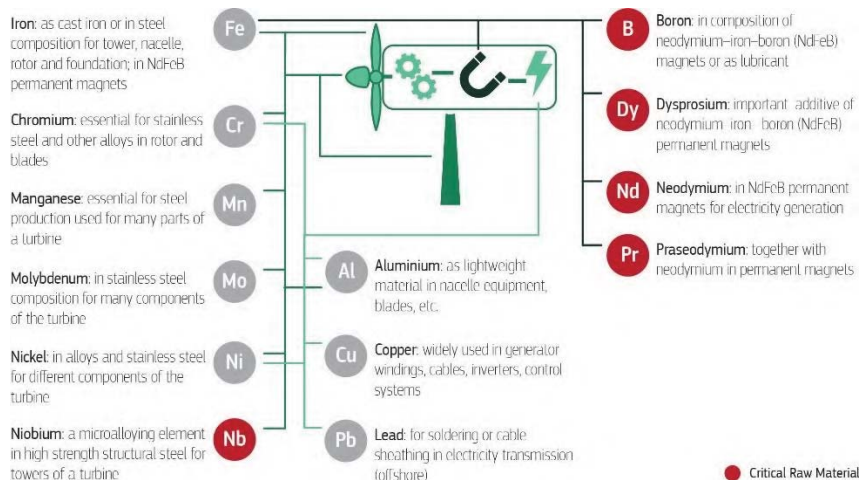 Iron: as cast iron or in steel
composition for tower, nacelle,
rotor and foundation; in NdFeB
permanent magnets
Fe
Chromium: essential for stainless
steel and other alloys in rotor and
blades
Cr
Manganese: essential for steel
production used for many parts of
a turbine
Mn
Molybdenum: in stainless steel
composition for many components
of the turbine
Mo
Nickel: in alloys and stainless steel
for different components of the
turbine
Ni
Niobium: a microalloying element
in high strength structural steel for
towers of a turbine
Nb
Al
Aluminium: as lightweight
material in nacelle equipment,
blades, etc.
Cu
Copper: widely used in generator
windings, cables, inverters, control
systems
Pb
Lead: for soldering or cable
sheathing in electricity transmission
(offshore)
B
Boron: in composition of
neodymium–iron–boron (NdFeB)
magnets or as lubricant
Dy
Dysprosium: important additive of
neodymium iron boron (NdFeB)
permanent magnets
Nd
Neodymium: in NdFeB permanent
magnets for electricity generation
Pr
Praseodymium: together with
neodymium in permanent magnets
Critical Raw Material